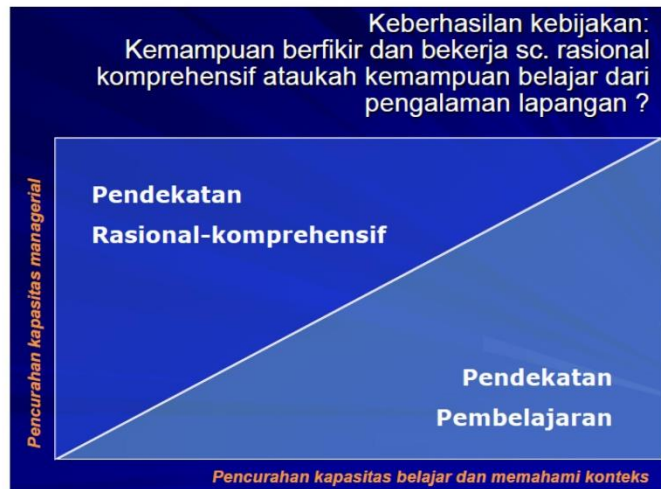 Keberhasilan kebijakan:
Kemampuan berfikir dan bekerja sc. rasional
komprehensif ataukah kemampuan belajar dari
pengalaman lapangan ?
Pencurahan kapasitas managerial
Pendekatan
Rasional-komprehensif
Pendekatan
Pembelajaran
Pencurahan kapasitas belajar dan memahami konteks